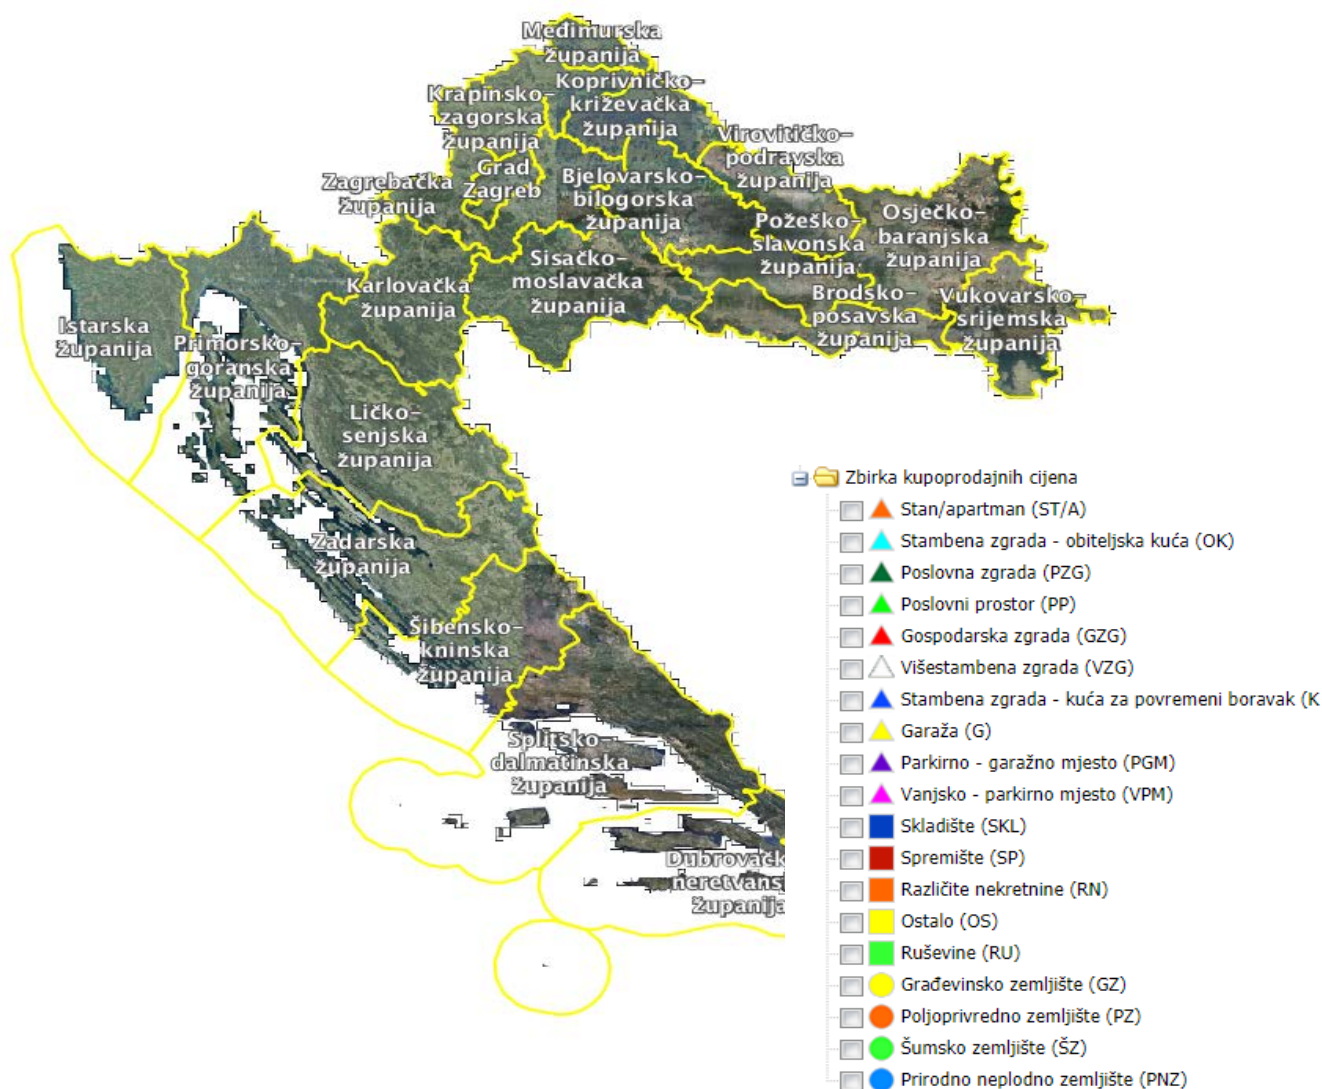 Međimurska
županija
Koprivničko-
križevačka
županija
Krapinsko-
zagorska
županija
Virovitičko-
podravska
županija
Grad
Zagreb
Zagrebačka
županija
Bjelovarsko-
bilogorska
županija
Požeško-
slavonska
županija
Osječko-
baranjska
županija
Sisačko-
moslavačka
županija
Karlovačka
županija
Brodsko-
posavska
županija
Vukovarsko-
srijemska
županija
Istarska
županija
Primorsko-
goranska
županija
Ličko-
senjska
županija
Zadarska
županija
Šibensko-
kninska
županija
Splitsko-
dalmatinska
županija
Dubrovačk
neretvans
županija
Zbirka kupoprodajnih cijena
Stan/apartman (ST/A)
Stambena zgrada - obiteljska kuća (OK)
Poslovna zgrada (PZG)
Poslovni prostor (PP)
Gospodarska zgrada (GZG)
Višestambena zgrada (VZG)
Stambena zgrada - kuća za povremeni boravak (K
Garaža (G)
Parkirno - garažno mjesto (PGM)
Vanjsko - parkirno mjesto (VPM)
Skladište (SKL)
Spremište (SP)
Različite nekretnine (RN)
Ostalo (OS)
Ruševine (RU)
Građevinsko zemljište (GZ)
Poljoprivredno zemljište (PZ)
Šumsko zemljište (ŠZ)
Prirodno neplodno zemljište (PNZ)